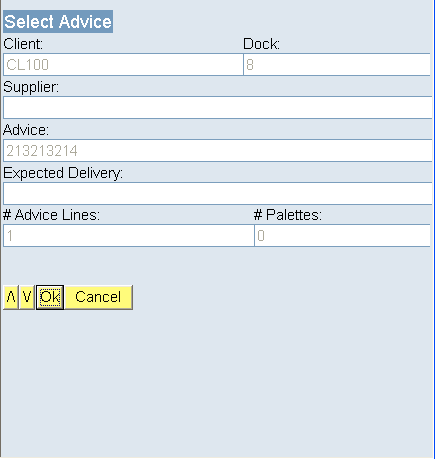 Select Advice
Client: Dock:
CL100 8
Supplier:
Advice:
213213214
Expected Delivery:
# Advice Lines: # Palettes:
1 0
Λ V Ok Cancel